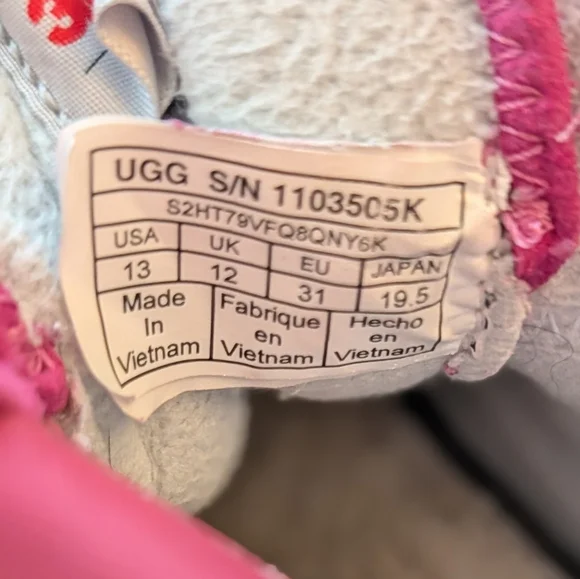 UGG S/N 1103505K
S2HT79VFQ8QNY6K
USA UK EU JAPAN
13 12 31 19.5
Made In Vietnam
Fabrique en Vietnam
Hecho en Vietnam